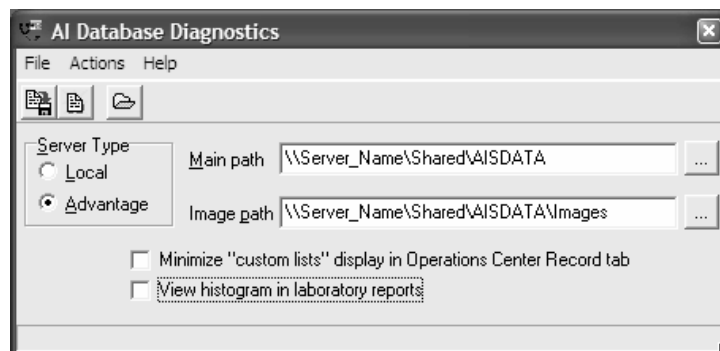 AI Database Diagnostics
File Actions Help
Server Type
Local
Advantage
Main path \\Server_Name\Shared\AISDATA ...
Image path \\Server_Name\Shared\AISDATA\Images ...
Minimize "custom lists" display in Operations Center Record tab
View histogram in laboratory reports